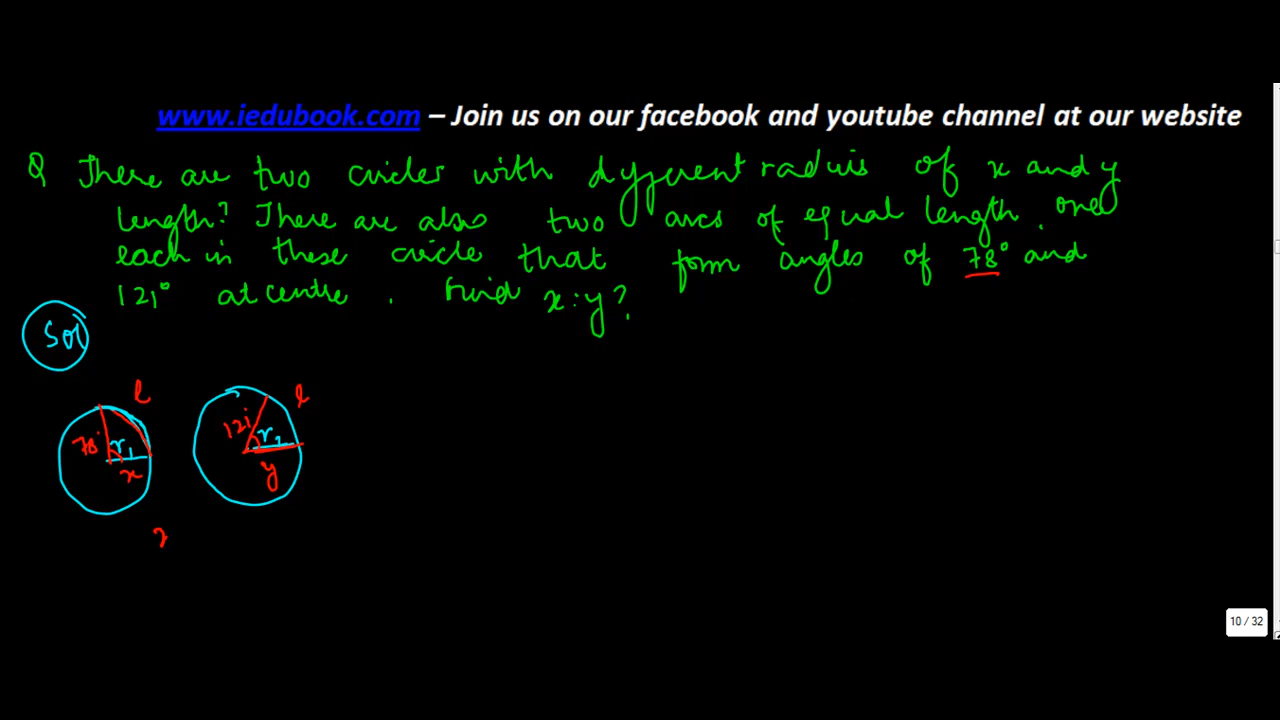 www.iedubook.com – Join us on our facebook and youtube channel at our website
Q There are two circles with different radius of x and y
length? There are also two arcs of equal length. one
each in these circle that form angles of 78° and
121° at centre. Find x:y?
Sol
l
l
78°
r₁
x
121
r₂
y
10 / 32